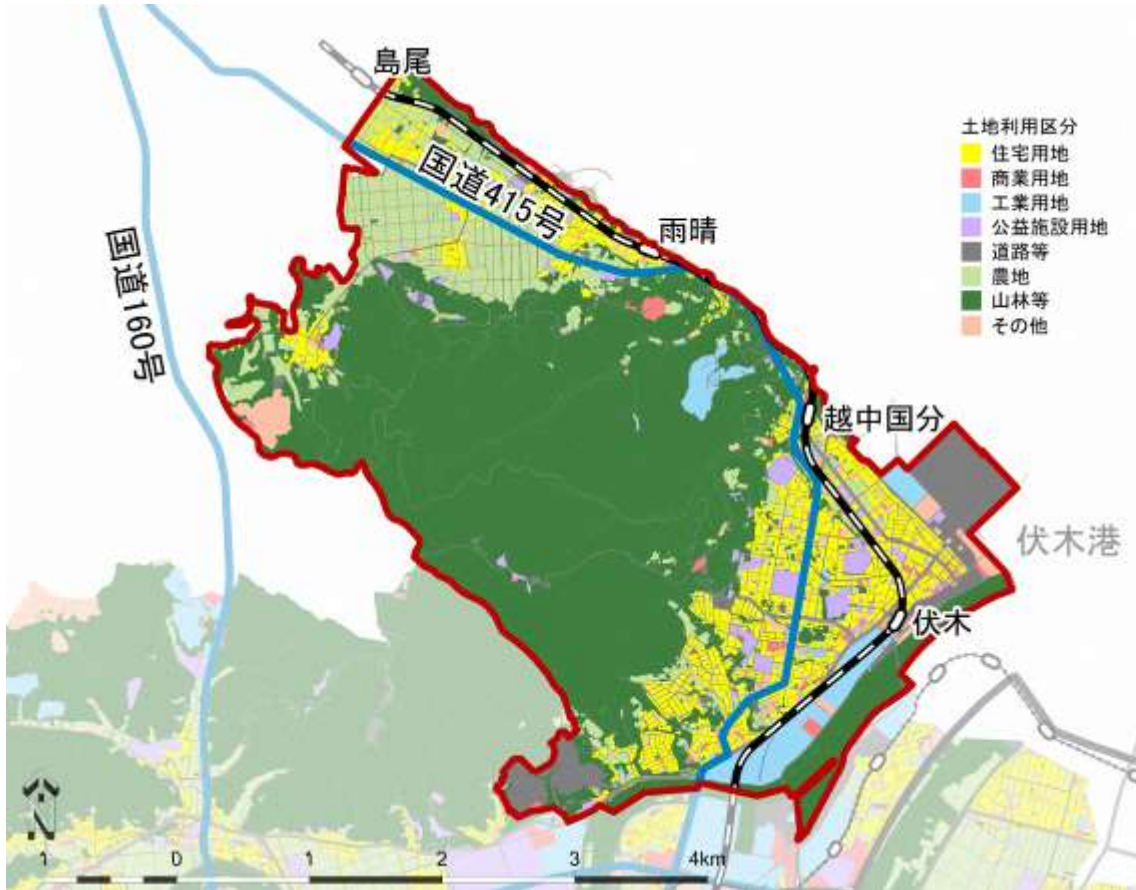 島尾
国道415号
雨晴
国道160号
越中国分
伏木港
伏木
土地利用区分
住宅用地
商業用地
工業用地
公益施設用地
道路等
農地
山林等
その他
N
1 0 1 2 3 4km